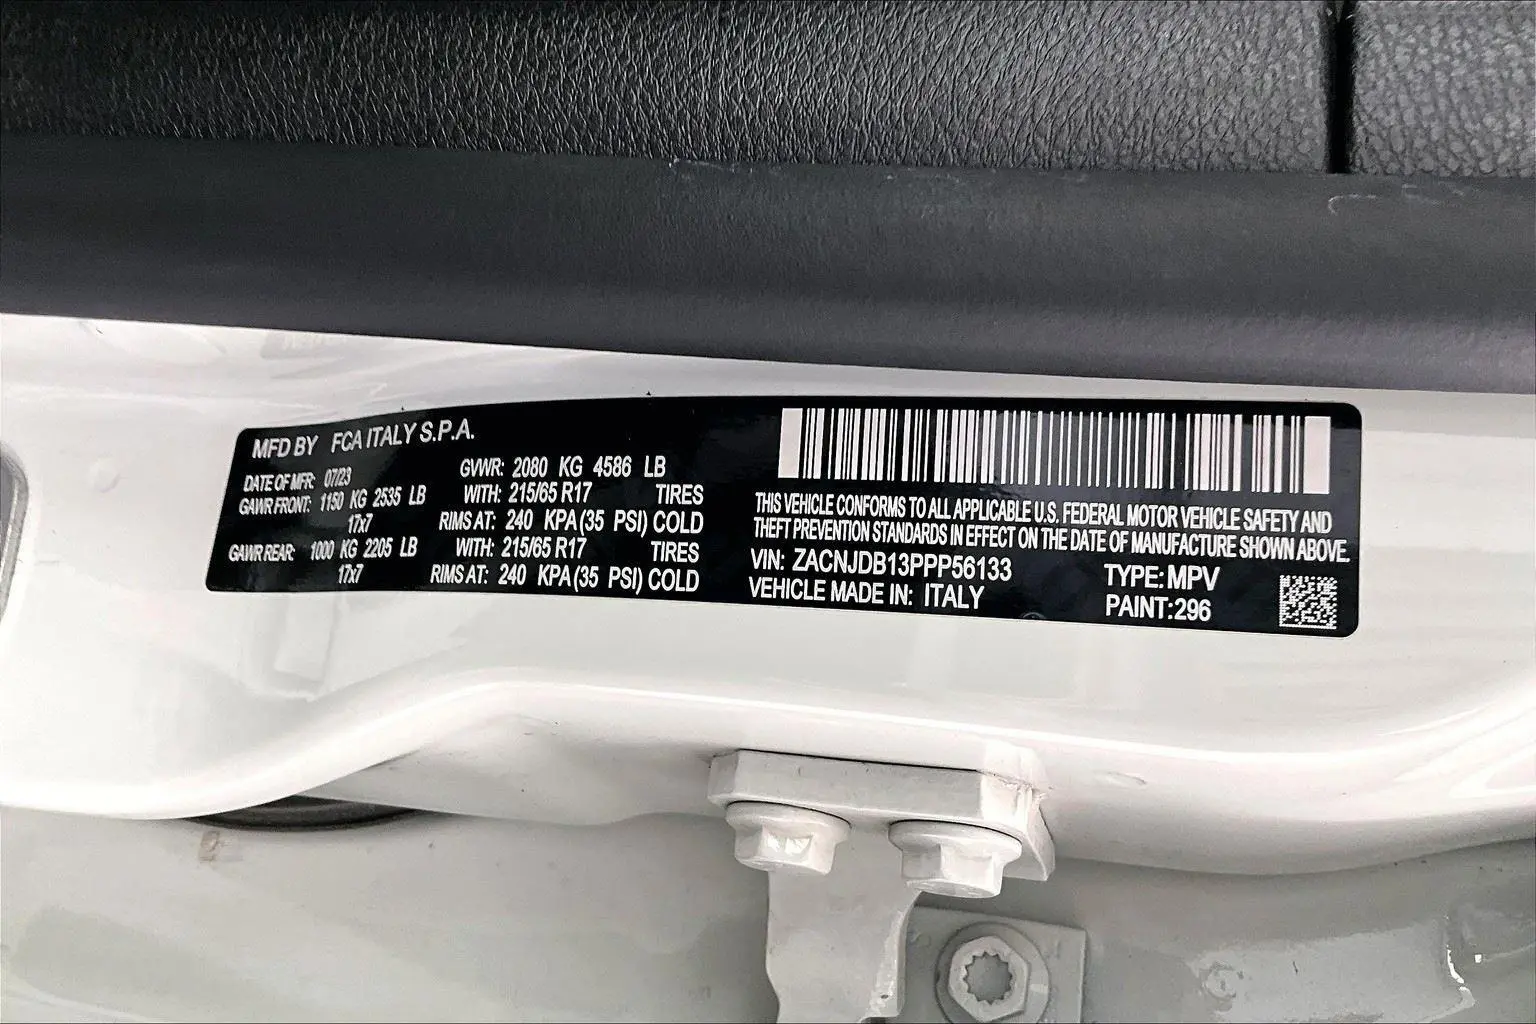 MFD BY FCA ITALY S.P.A.
DATE OF MFR: 07/23 GVWR: 2080 KG 4586 LB
GAWR FRONT: 1150 KG 2535 LB WITH: 215/65 R17 TIRES
17x7 RIMS AT: 240 KPA(35 PSI) COLD
GAWR REAR: 1000 KG 2205 LB WITH: 215/65 R17 TIRES
17x7 RIMS AT: 240 KPA(35 PSI) COLD
THIS VEHICLE CONFORMS TO ALL APPLICABLE U.S. FEDERAL MOTOR VEHICLE SAFETY AND
THEFT PREVENTION STANDARDS IN EFFECT ON THE DATE OF MANUFACTURE SHOWN ABOVE.
VIN: ZACNJDB13PPP56133 TYPE: MPV
VEHICLE MADE IN: ITALY PAINT:296